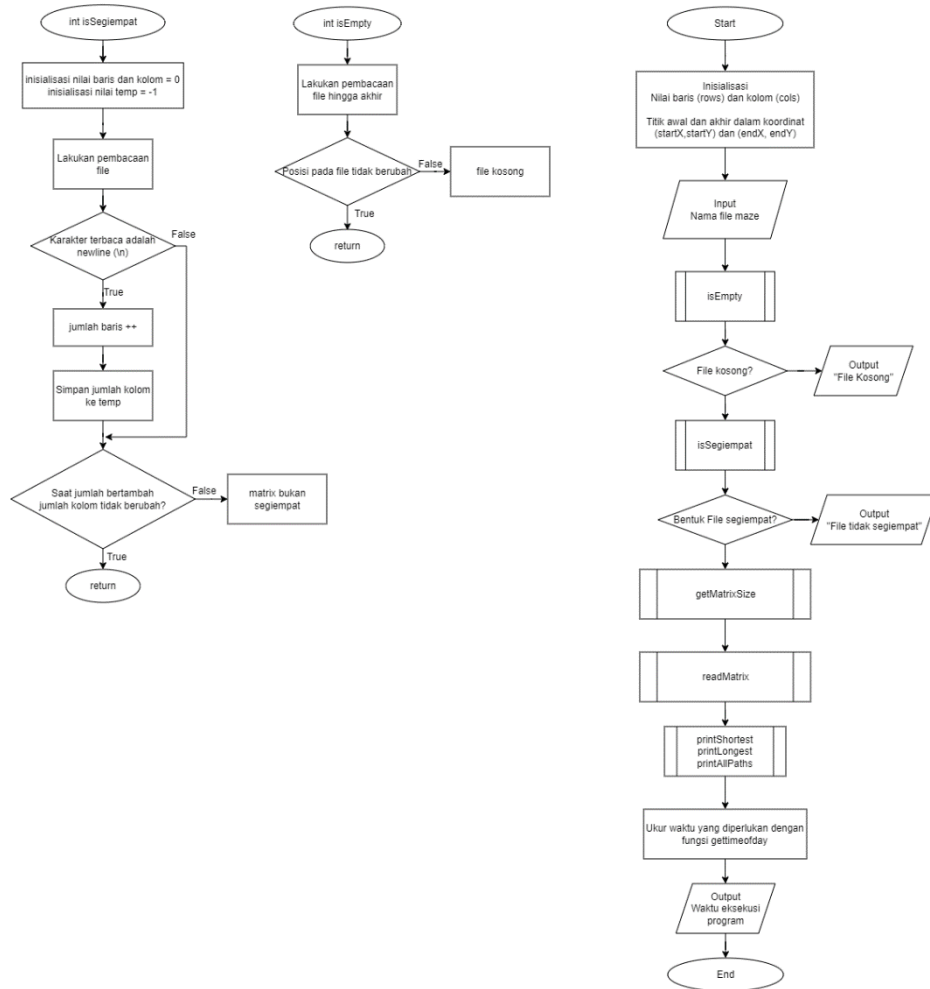 int isSegiempat
inisialisasi nilai baris dan kolom = 0
inisialisasi nilai temp = -1
Lakukan pembacaan
file
Karakter terbaca adalah
newline (\n)
False
True
jumlah baris ++
Simpan jumlah kolom
ke temp
Saat jumlah bertambah
jumlah kolom tidak berubah?
False
matrix bukan
segiempat
True
return
int isEmpty
Lakukan pembacaan
file hingga akhir
Posisi pada file tidak berubah
False
file kosong
True
return
Start
Inisialisasi
Nilai baris (rows) dan kolom (cols)
Titik awal dan akhir dalam koordinat
(startX,startY) dan (endX, endY)
Input
Nama file maze
isEmpty
File kosong?
Output
"File Kosong"
isSegiempat
Bentuk File segiempat?
Output
"File tidak segiempat"
getMatrixSize
readMatrix
printShortest
printLongest
printAllPaths
Ukur waktu yang diperlukan dengan
fungsi gettimeofday
Output
Waktu eksekusi
program
End